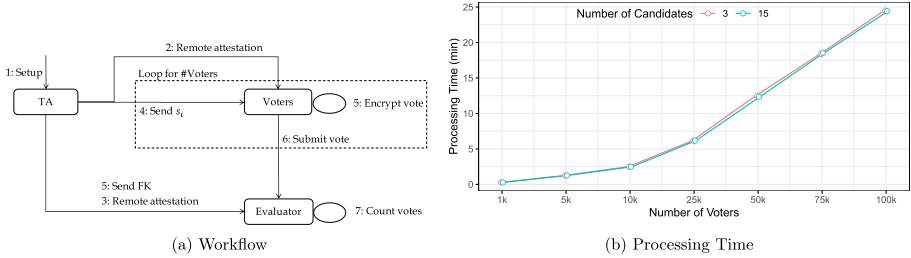 2: Remote attestation
1: Setup
Loop for #Voters
TA
Voters
5: Encrypt vote
4: Send si
6: Submit vote
5: Send FK
3: Remote attestation
Evaluator
7: Count votes
(a) Workflow
Number of Candidates 3 15
Processing Time (min)
25
20
15
10
5
0
1k 5k 10k 25k 50k 75k 100k
Number of Voters
(b) Processing Time